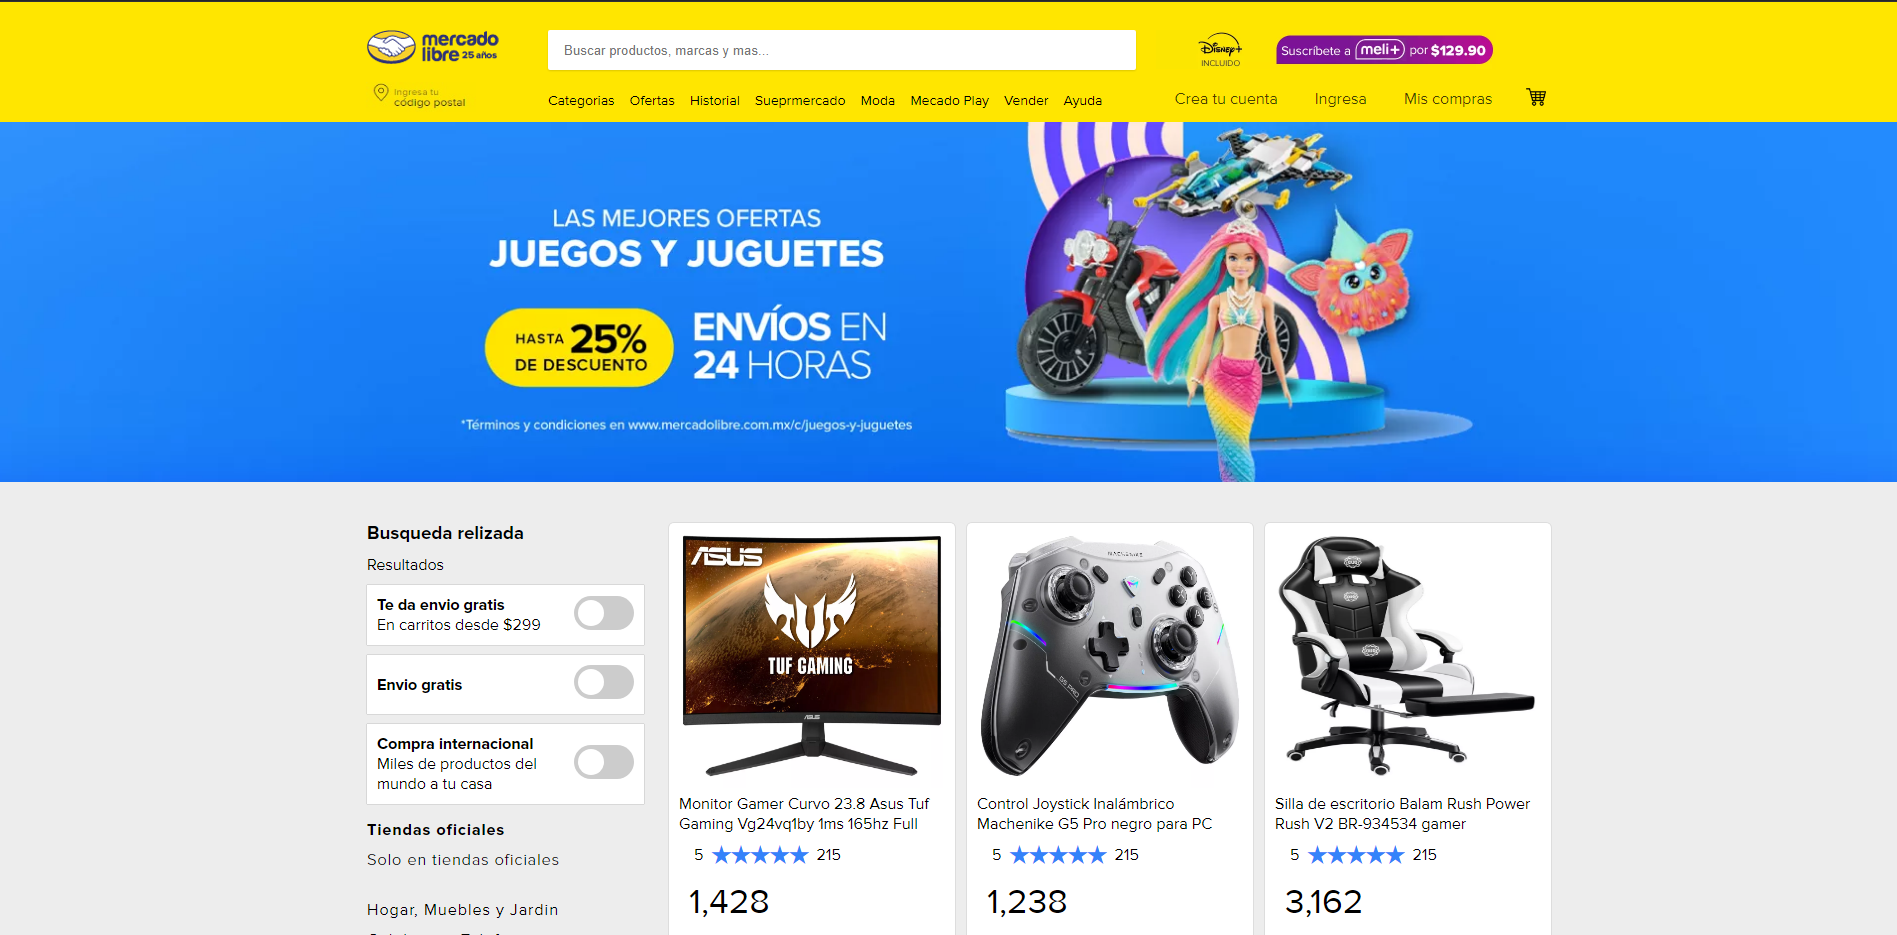 mercado
libre 25 años
Buscar productos, marcas y mas...
Disney+
INCLUIDO
Suscríbete a meli+ por $129.90
Ingresa tu
código postal
Categorias Ofertas Historial Sueprmercado Moda Mecado Play Vender Ayuda
Crea tu cuenta Ingresa Mis compras
LAS MEJORES OFERTAS
JUEGOS Y JUGUETES
HASTA 25%
DE DESCUENTO
ENVÍOS EN
24 HORAS
*Términos y condiciones en www.mercadolibre.com.mx/c/juegos-y-juguetes
Busqueda relizada
Resultados
Te da envio gratis
En carritos desde $299
Envio gratis
Compra internacional
Miles de productos del
mundo a tu casa
Tiendas oficiales
Solo en tiendas oficiales
Hogar, Muebles y Jardin
ASUS
TUF GAMING
ASUS
Monitor Gamer Curvo 23.8 Asus Tuf
Gaming Vg24vq1by 1ms 165hz Full
5 ★★★★★ 215
1,428
MACHENIKE
X
B
A
G5 PRO
Control Joystick Inalámbrico
Machenike G5 Pro negro para PC
5 ★★★★★ 215
1,238
Silla de escritorio Balam Rush Power
Rush V2 BR-934534 gamer
5 ★★★★★ 215
3,162